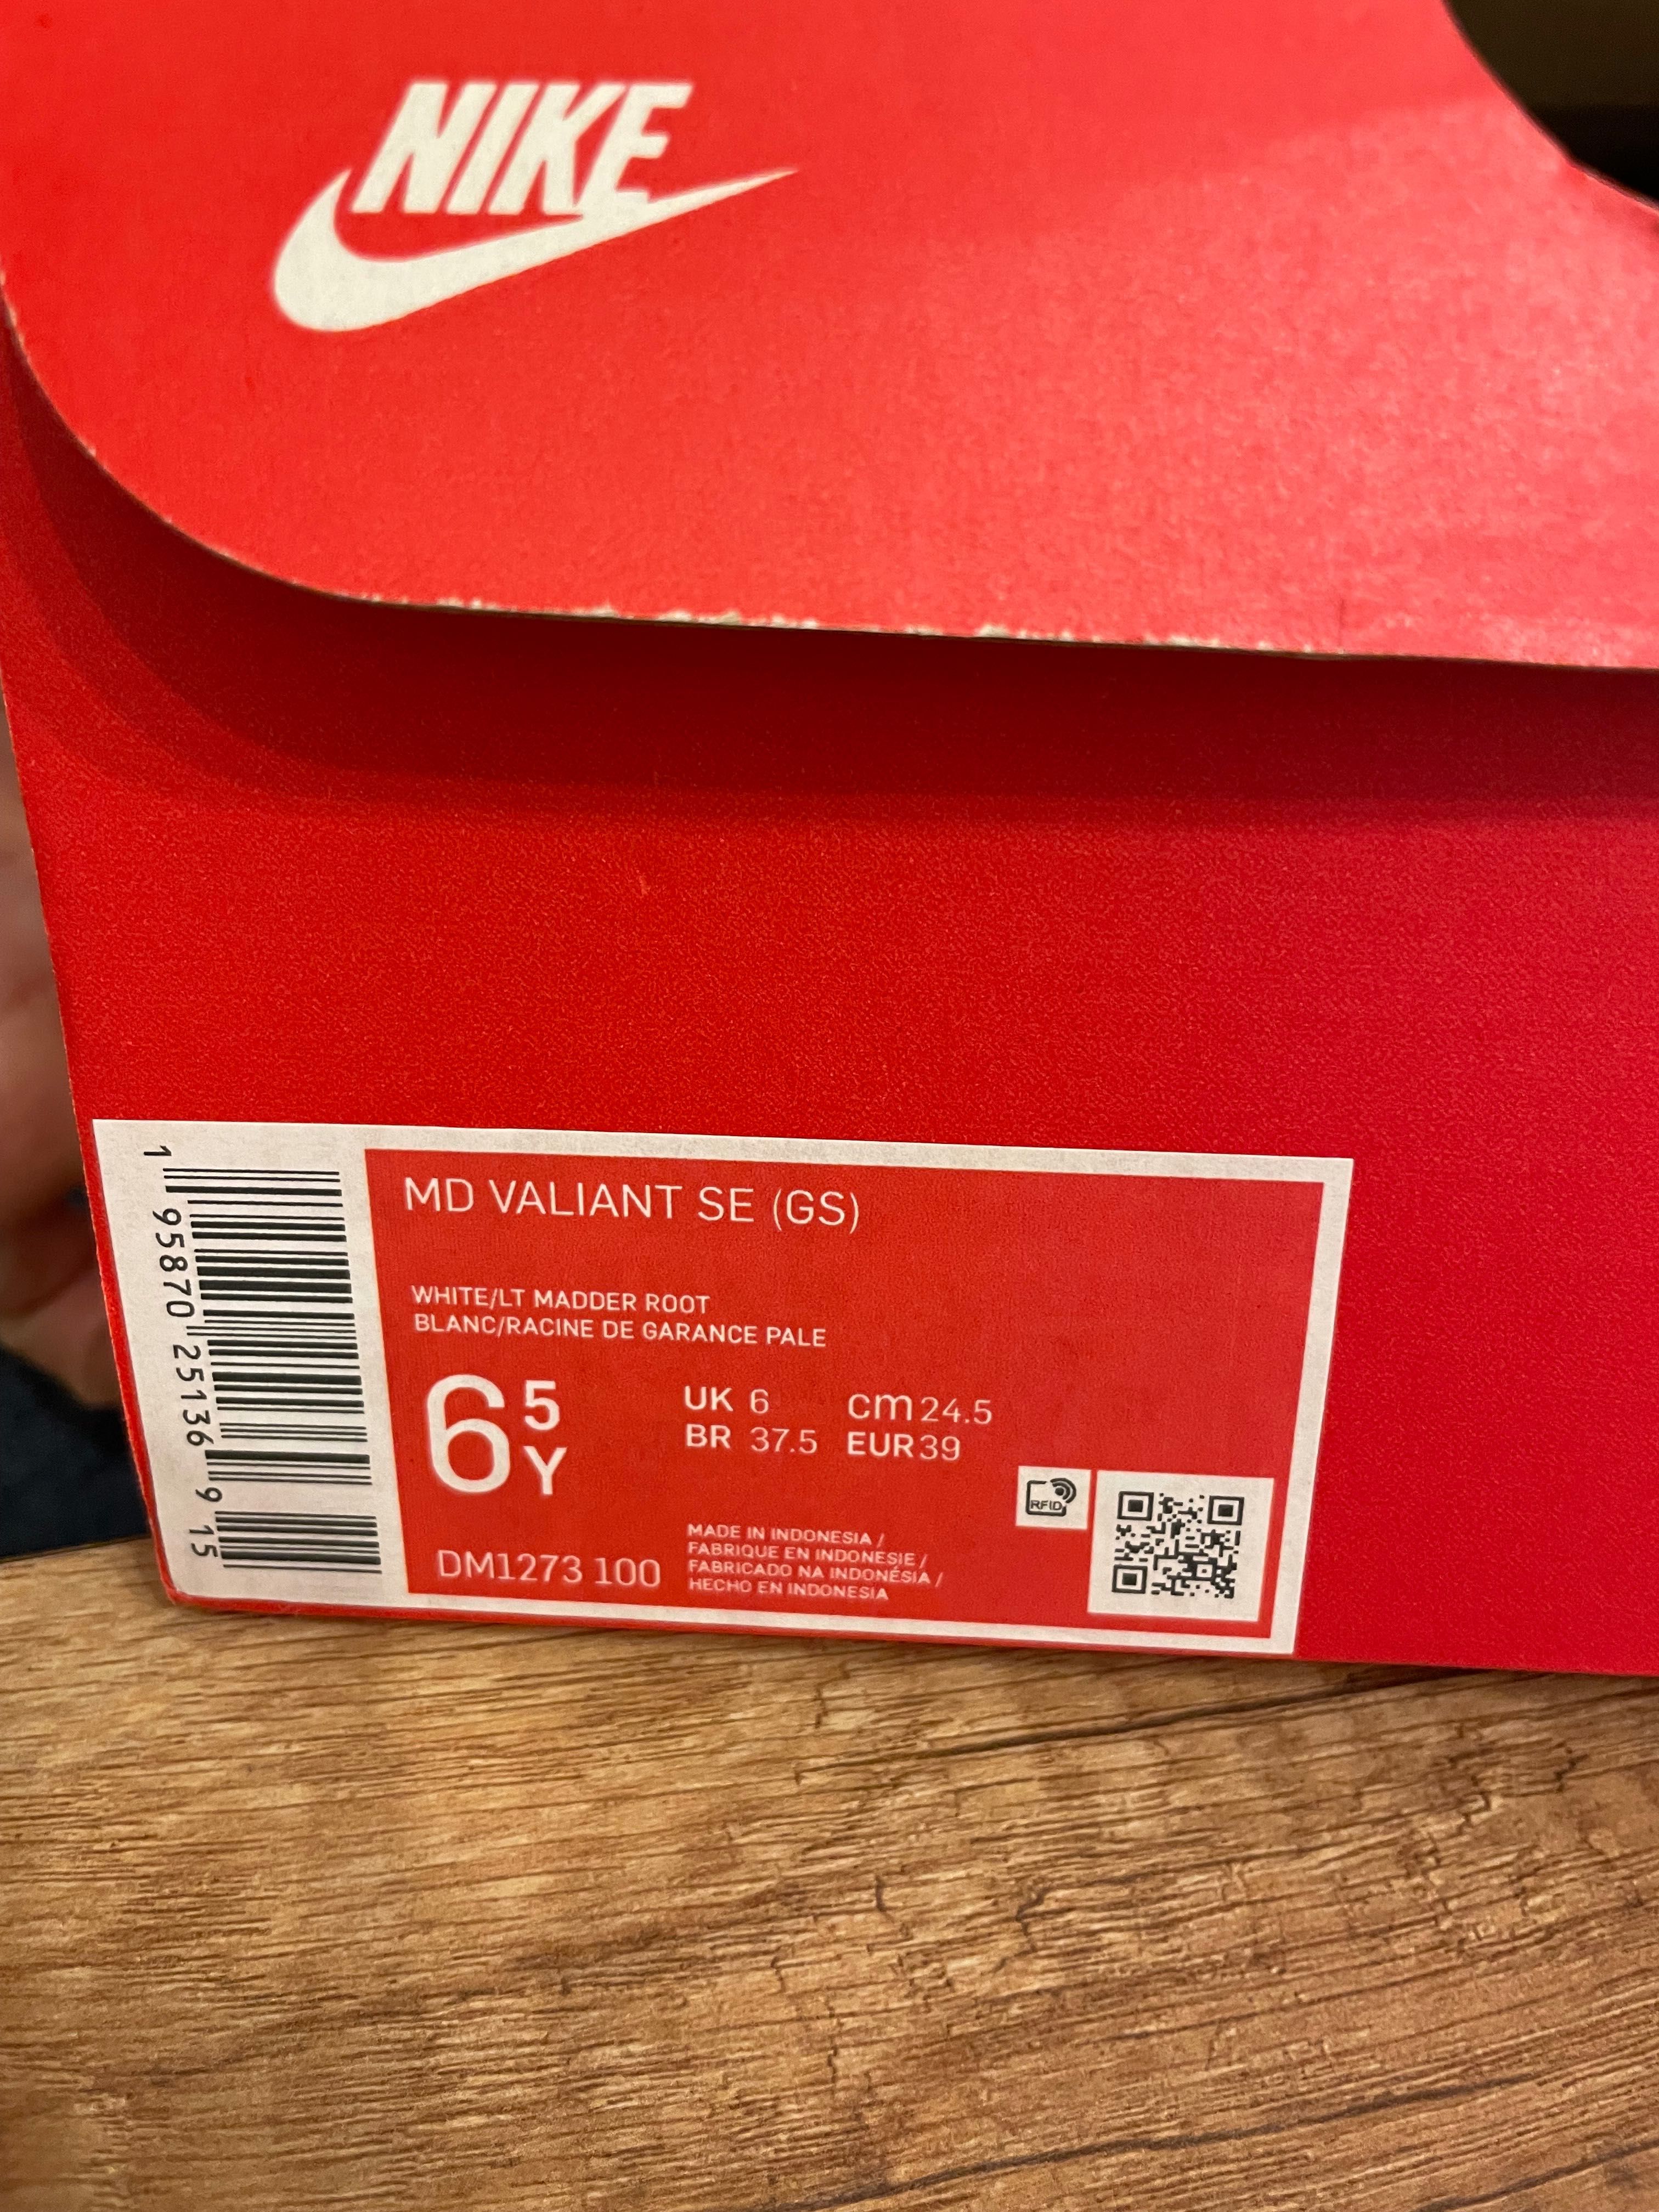 NIKE
1 95870 25136 9 15
MD VALIANT SE (GS)
WHITE/LT MADDER ROOT
BLANC/RACINE DE GARANCE PALE
6 5 Y
UK 6 cm 24.5
BR 37.5 EUR 39
RFID
DM1273 100
MADE IN INDONESIA /
FABRIQUE EN INDONESIE /
FABRICADO NA INDONÉSIA /
HECHO EN INDONESIA